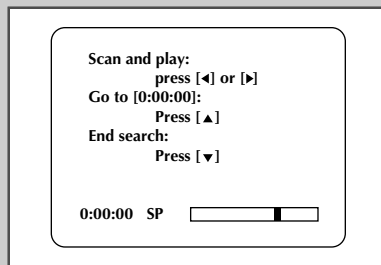 Scan and play:
press [◀] or [▶]
Go to [0:00:00]:
Press [▲]
End search:
Press [▼]
0:00:00 SP